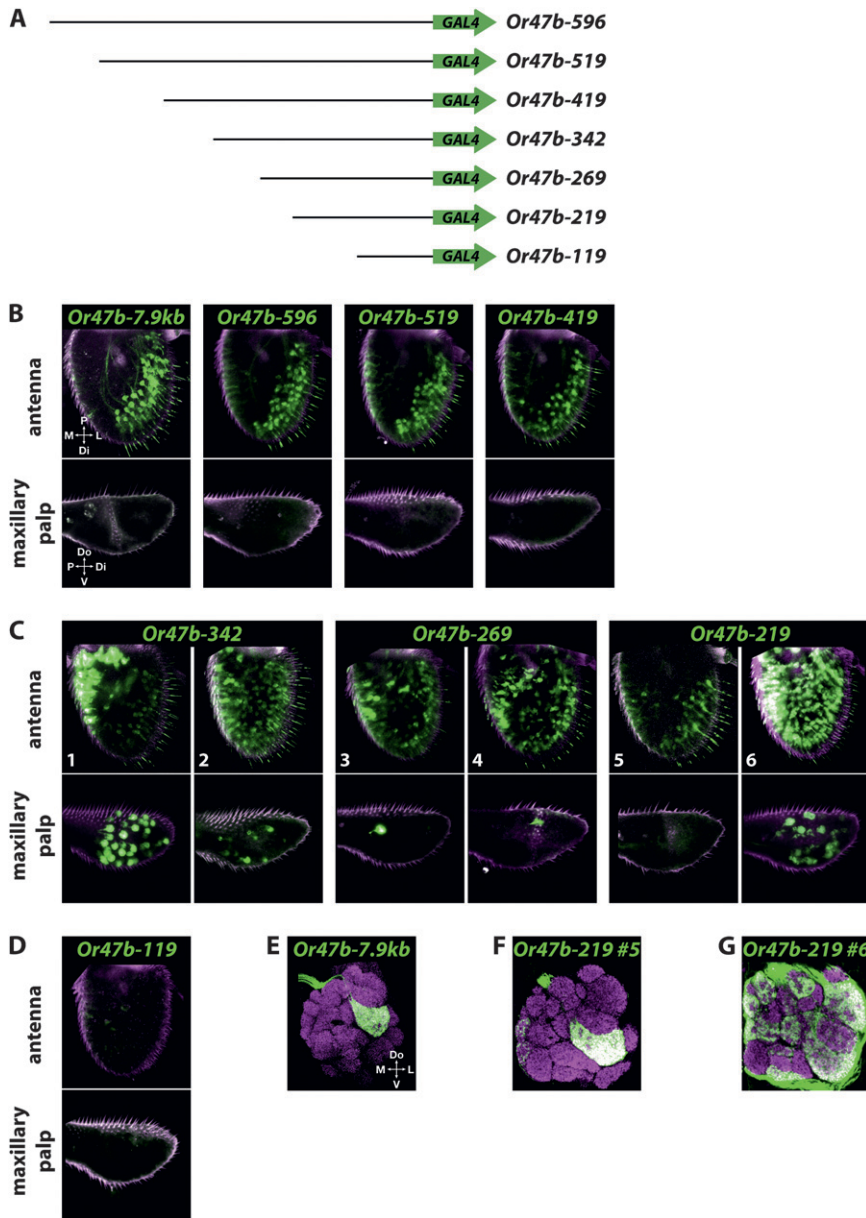 A
GAL4 Or47b-596
GAL4 Or47b-519
GAL4 Or47b-419
GAL4 Or47b-342
GAL4 Or47b-269
GAL4 Or47b-219
GAL4 Or47b-119
B
Or47b-7.9kb Or47b-596 Or47b-519 Or47b-419
antenna
P
M L
Di
maxillary
palp
Do
P Di
V
C
Or47b-342 Or47b-269 Or47b-219
antenna
1 2 3 4 5 6
maxillary
palp
D
Or47b-119
antenna
maxillary
palp
E
Or47b-7.9kb
Do
M L
V
F
Or47b-219 #5
G
Or47b-219 #6